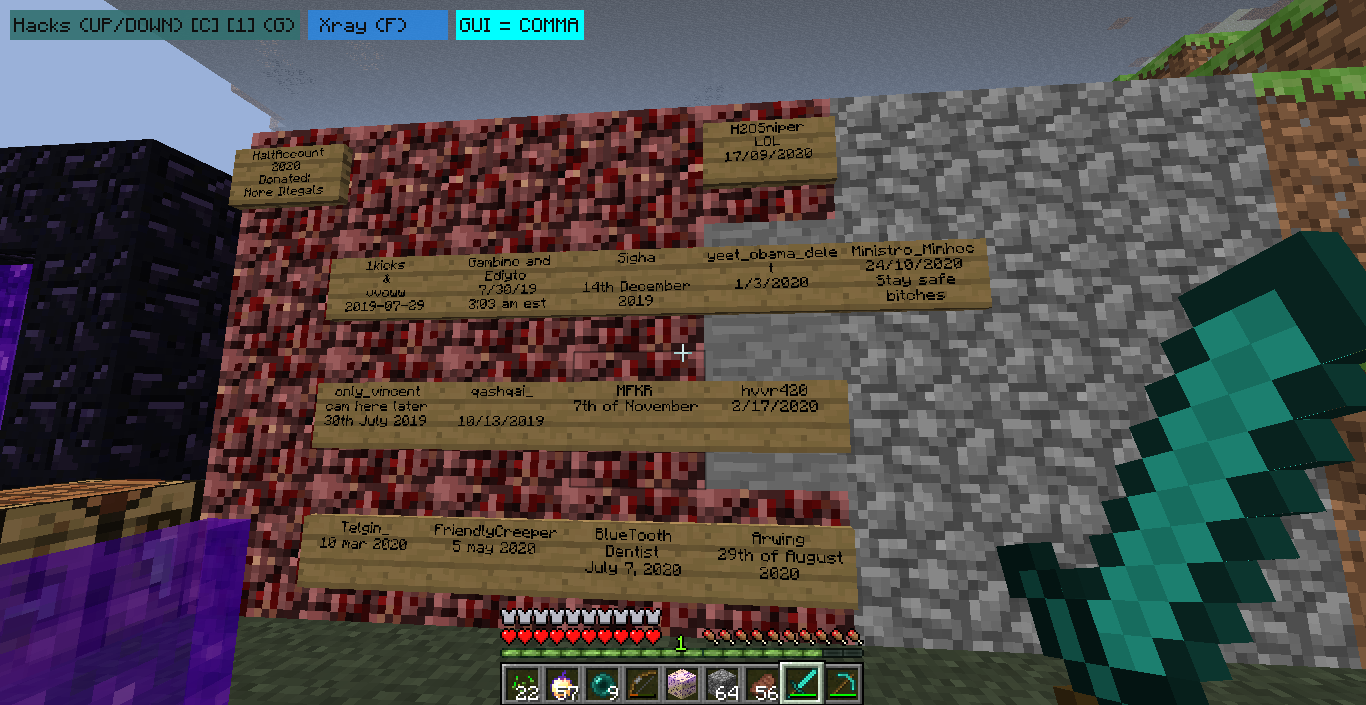 Hacks (UP/DOWN) [C] [1] (G) Xray (F) GUI = COMMA
HaltAccount
2020
Donated:
More Illegals
H2OSniper
LOL
17/09/2020
1kicks
&
vvoww
2019-07-29
Gambino and
Ediyto
7/30/19
3:03 am est
Sigha
14th December
2019
yeet_obama_dele
t
1/3/2020
Ministro_Minhoc
24/10/2020
Stay safe
bitches
only_vincent
cam here later
30th July 2019
qashqai_
10/13/2019
MFKR
7th of November
hvvr420
2/17/2020
Telgin_
10 mar 2020
FriendlyCreeper
5 may 2020
BlueTooth
Dentist
July 7, 2020
Arwing
29th of August
2020
1
22 57 9 64 56